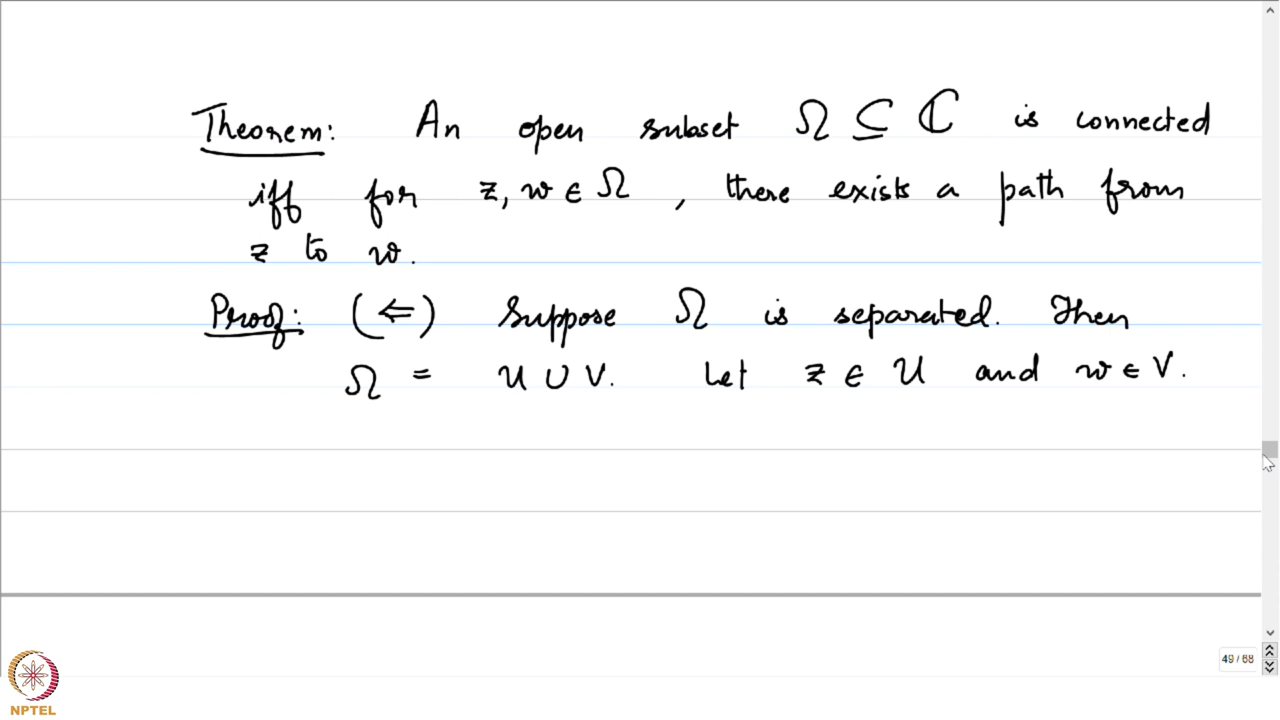 Theorem: An open subset Ω ⊆ ℂ is connected
iff for z, w ∈ Ω, there exists a path from
z to w.
Proof: (⇐) Suppose Ω is separated. Then
Ω = U ∪ V. Let z ∈ U and w ∈ V.
49 / 68
NPTEL